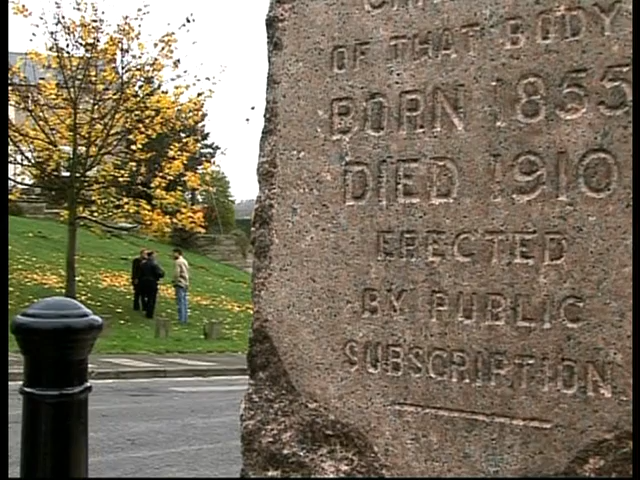 OF THAT BODY
BORN 1855
DIED 1910
ERECTED
BY PUBLIC
SUBSCRIPTION.